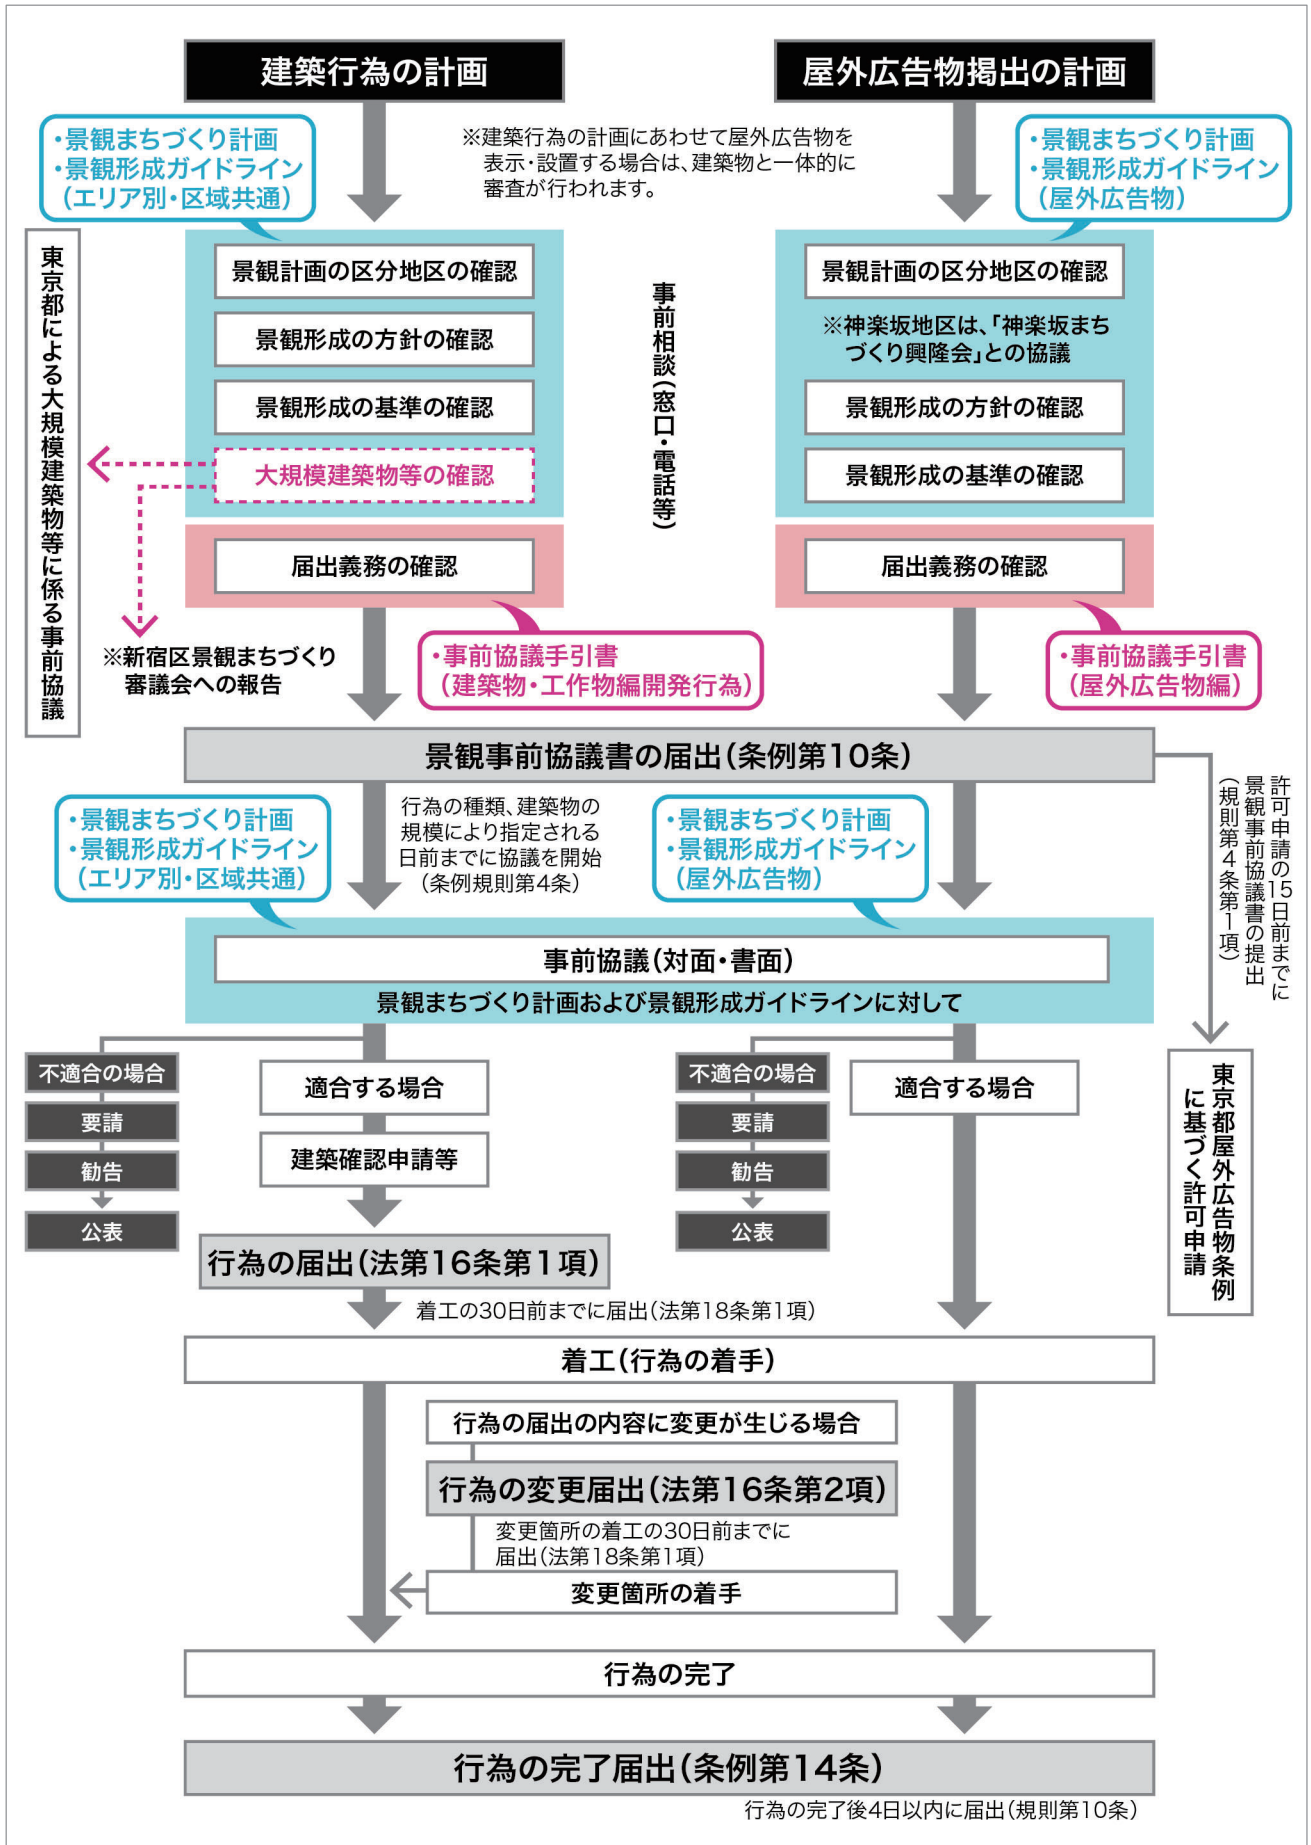 建築行為の計画
屋外広告物掲出の計画
・景観まちづくり計画
・景観形成ガイドライン
（エリア別・区域共通）
※建築行為の計画にあわせて屋外広告物を
表示・設置する場合は、建築物と一体的に
審査が行われます。
・景観まちづくり計画
・景観形成ガイドライン
（屋外広告物）
東京都による大規模建築物等に係る事前協議
景観計画の区分地区の確認
景観形成の方針の確認
景観形成の基準の確認
大規模建築物等の確認
届出義務の確認
事前相談（窓口・電話等）
景観計画の区分地区の確認
※神楽坂地区は、「神楽坂まち
づくり興隆会」との協議
景観形成の方針の確認
景観形成の基準の確認
届出義務の確認
※新宿区景観まちづくり
審議会への報告
・事前協議手引書
（建築物・工作物編開発行為）
・事前協議手引書
（屋外広告物編）
景観事前協議書の届出（条例第10条）
・景観まちづくり計画
・景観形成ガイドライン
（エリア別・区域共通）
行為の種類、建築物の
規模により指定される
日前までに協議を開始
（条例規則第4条）
・景観まちづくり計画
・景観形成ガイドライン
（屋外広告物）
許可申請の15日前までに
景観事前協議書の提出
（規則第4条第1項）
事前協議（対面・書面）
景観まちづくり計画および景観形成ガイドラインに対して
不適合の場合
要請
勧告
公表
適合する場合
建築確認申請等
行為の届出（法第16条第1項）
不適合の場合
要請
勧告
公表
適合する場合
東京都屋外広告物条例
に基づく許可申請
着工の30日前までに届出（法第18条第1項）
着工（行為の着手）
行為の届出の内容に変更が生じる場合
行為の変更届出（法第16条第2項）
変更箇所の着工の30日前までに
届出（法第18条第1項）
変更箇所の着手
行為の完了
行為の完了届出（条例第14条）
行為の完了後4日以内に届出（規則第10条）